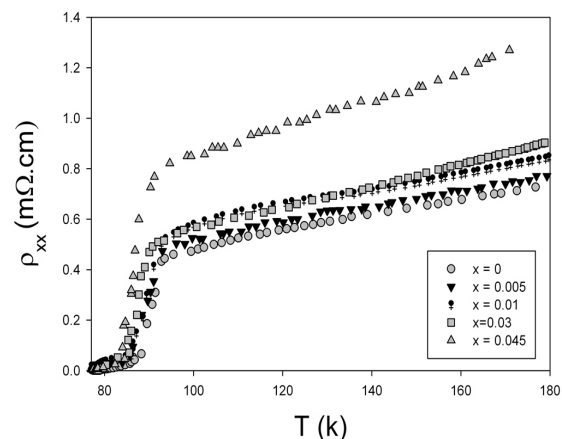 1.4
1.2
1.0
0.8
0.6
0.4
0.2
0.0
ρxx (mΩ.cm)
80 100 120 140 160 180
T (k)
x = 0
x = 0.005
x = 0.01
x=0.03
x = 0.045